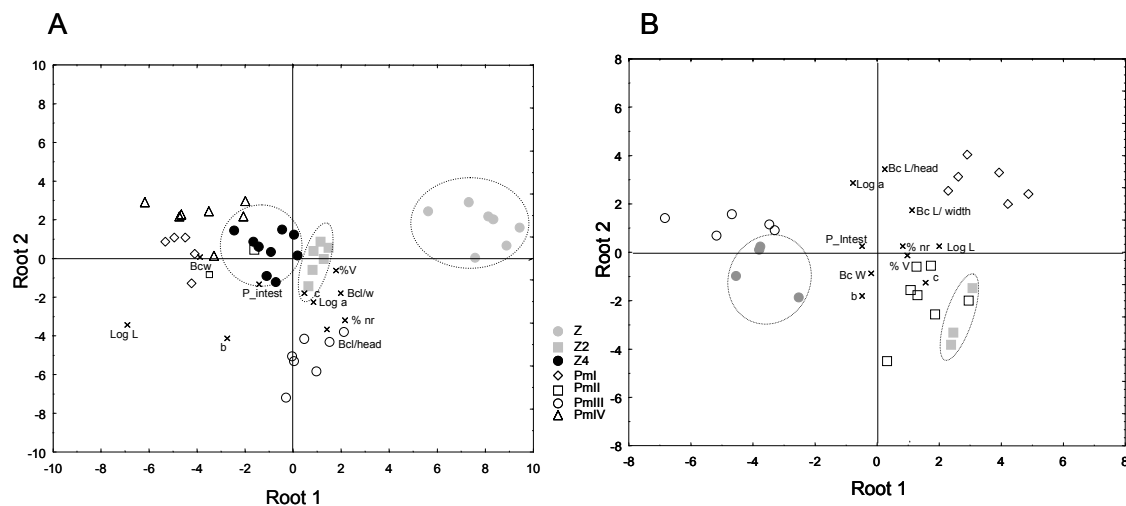 A
B
10
8
6
4
2
0
-2
-4
-6
-8
-10
-10
-8
-6
-4
-2
0
2
4
6
8
10
Root 2
Root 1
Bcw
P_intest
Log L
b
%V
c
Bcl/w
Log a
% nr
Bcl/head
Z
Z2
Z4
PmI
PmII
PmIII
PmIV
8
6
4
2
0
-2
-4
-6
-8
-8
-6
-4
-2
0
2
4
6
8
Root 2
Root 1
Bc L/head
Log a
Bc L/ width
P_Intest
% nr
Log L
% V
Bc W
c
b